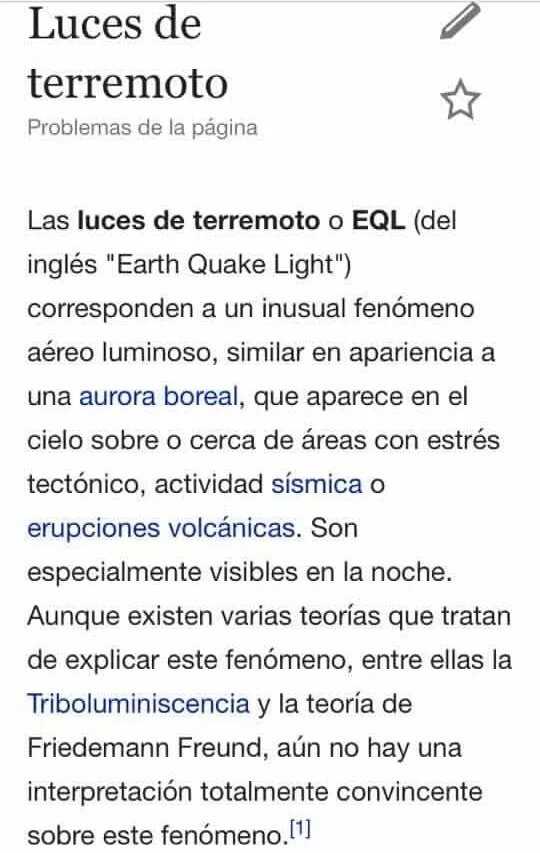 Luces de
terremoto
Problemas de la página
Las luces de terremoto o EQL (del
inglés "Earth Quake Light")
corresponden a un inusual fenómeno
aéreo luminoso, similar en apariencia a
una aurora boreal, que aparece en el
cielo sobre o cerca de áreas con estrés
tectónico, actividad sísmica o
erupciones volcánicas. Son
especialmente visibles en la noche.
Aunque existen varias teorías que tratan
de explicar este fenómeno, entre ellas la
Triboluminiscencia y la teoría de
Friedemann Freund, aún no hay una
interpretación totalmente convincente
sobre este fenómeno.[1]